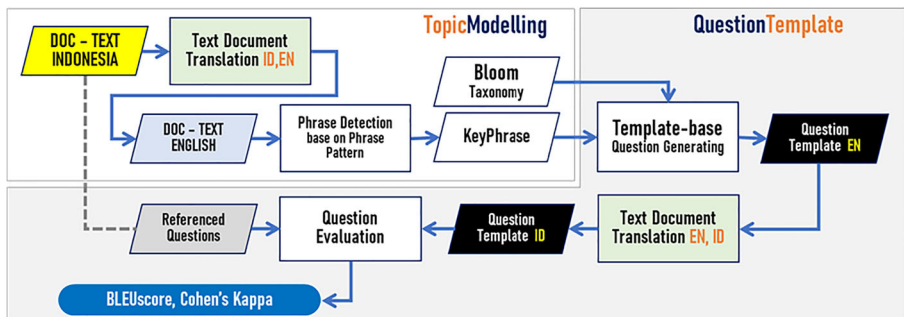 TopicModelling
QuestionTemplate
DOC – TEXT
INDONESIA
Text Document
Translation ID,EN
Bloom
Taxonomy
DOC – TEXT
ENGLISH
Phrase Detection
base on Phrase
Pattern
KeyPhrase
Template-base
Question Generating
Question
Template EN
Referenced
Questions
Question
Evaluation
Question
Template ID
Text Document
Translation EN, ID
BLEUscore, Cohen's Kappa